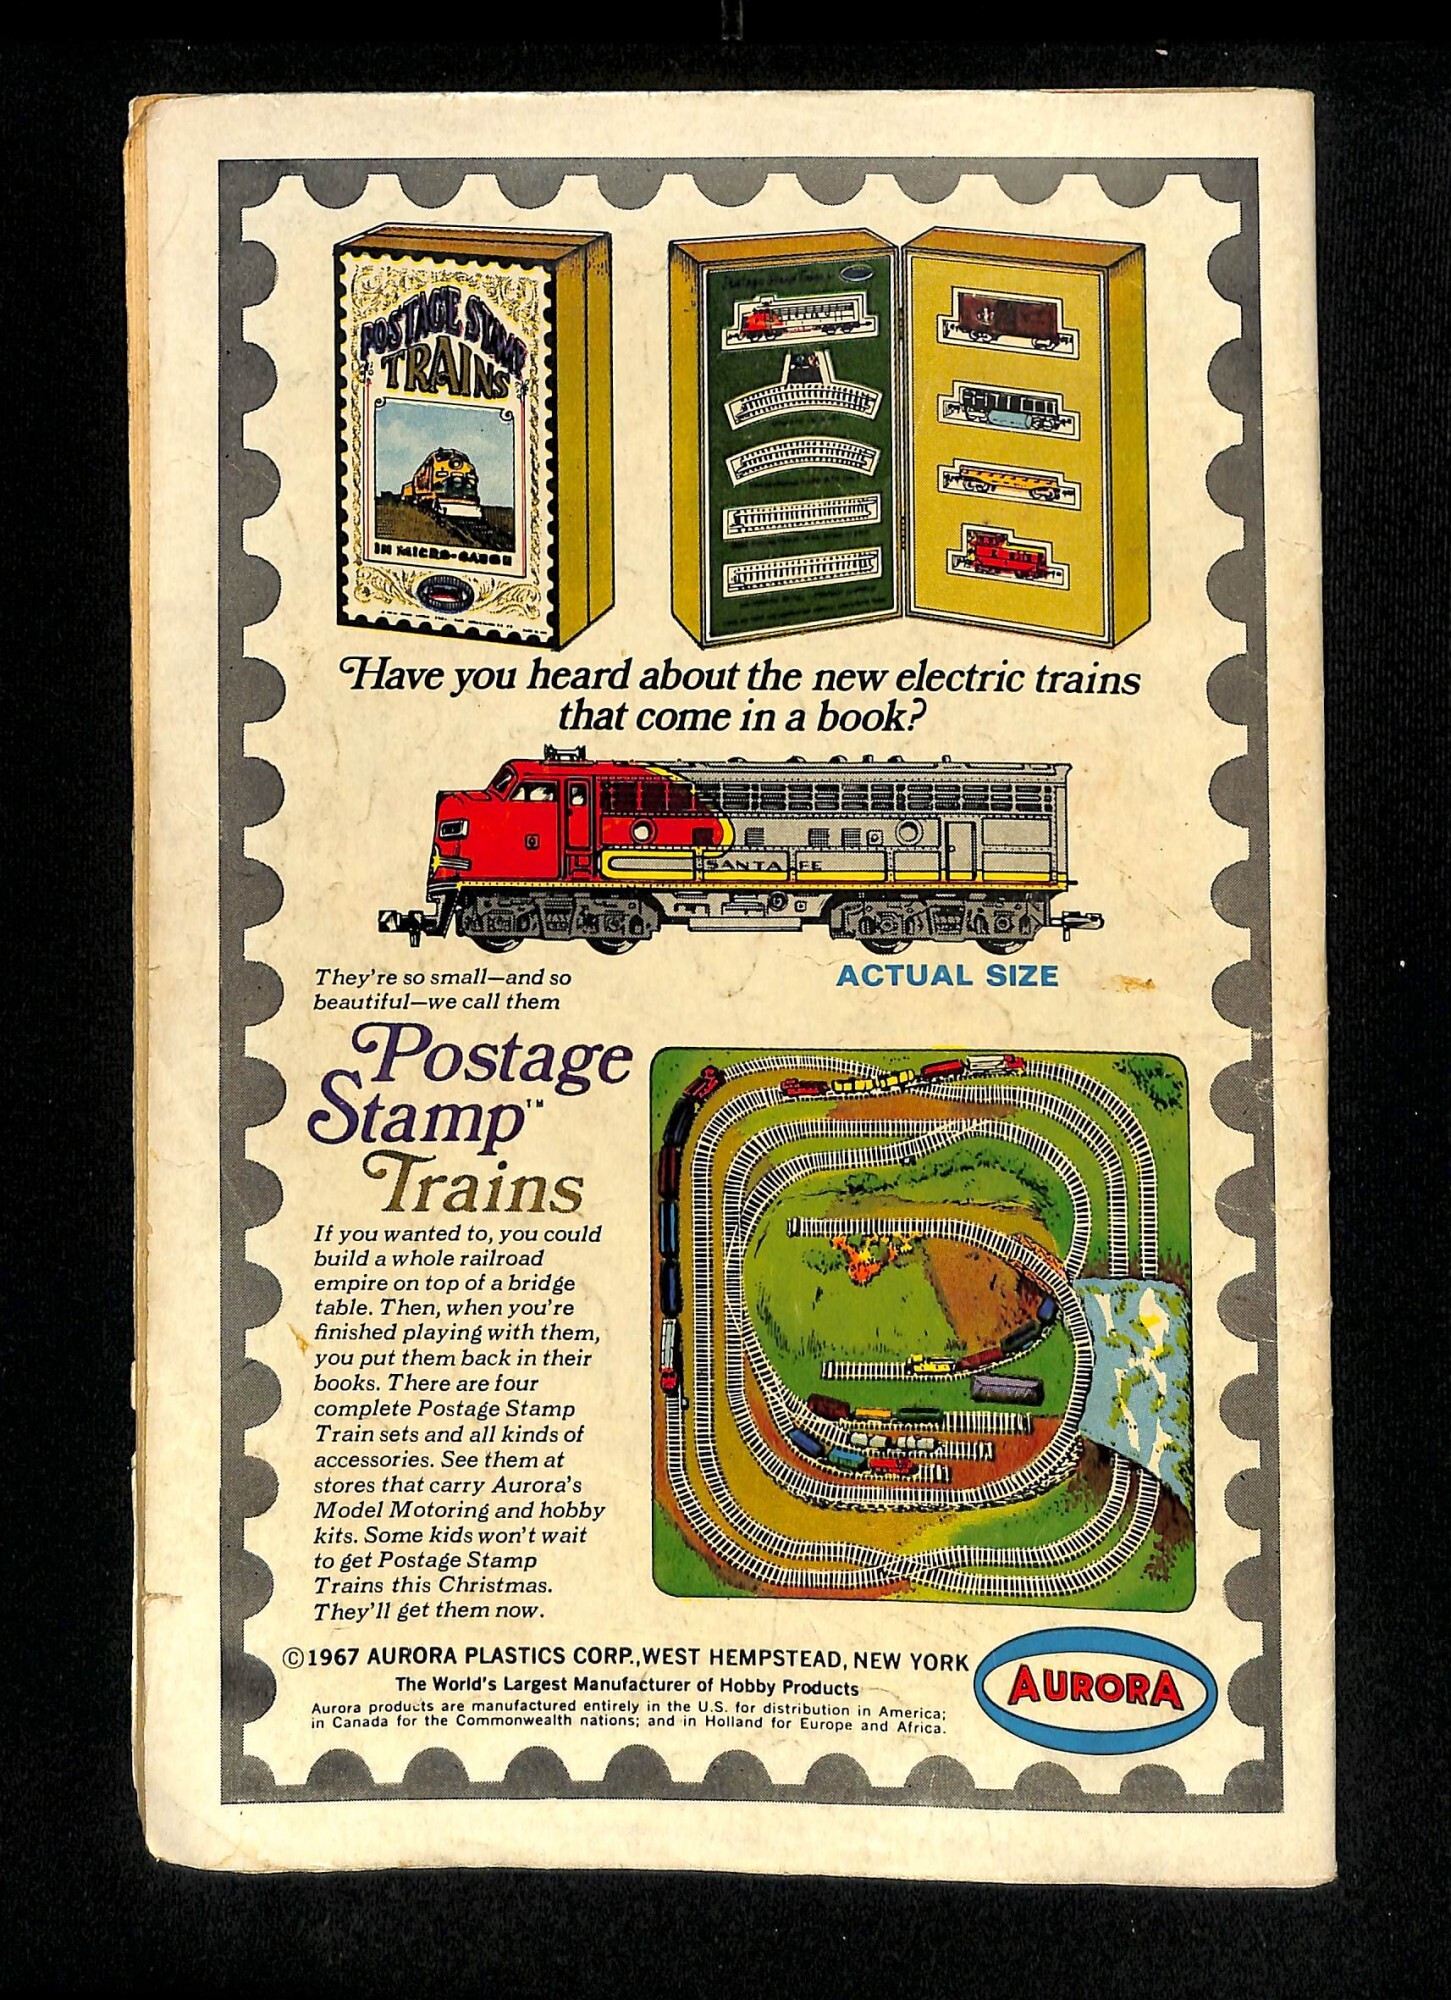 POSTAGE STAMP
TRAINS
IN MICRO-GAUGE
Have you heard about the new electric trains
that come in a book?
SANTA FE
ACTUAL SIZE
They're so small—and so
beautiful—we call them
Postage
Stamp™
Trains
If you wanted to, you could
build a whole railroad
empire on top of a bridge
table. Then, when you're
finished playing with them,
you put them back in their
books. There are four
complete Postage Stamp
Train sets and all kinds of
accessories. See them at
stores that carry Aurora's
Model Motoring and hobby
kits. Some kids won't wait
to get Postage Stamp
Trains this Christmas.
They'll get them now.
©1967 AURORA PLASTICS CORP., WEST HEMPSTEAD, NEW YORK
The World's Largest Manufacturer of Hobby Products
Aurora products are manufactured entirely in the U.S. for distribution in America;
in Canada for the Commonwealth nations; and in Holland for Europe and Africa.
AURORA